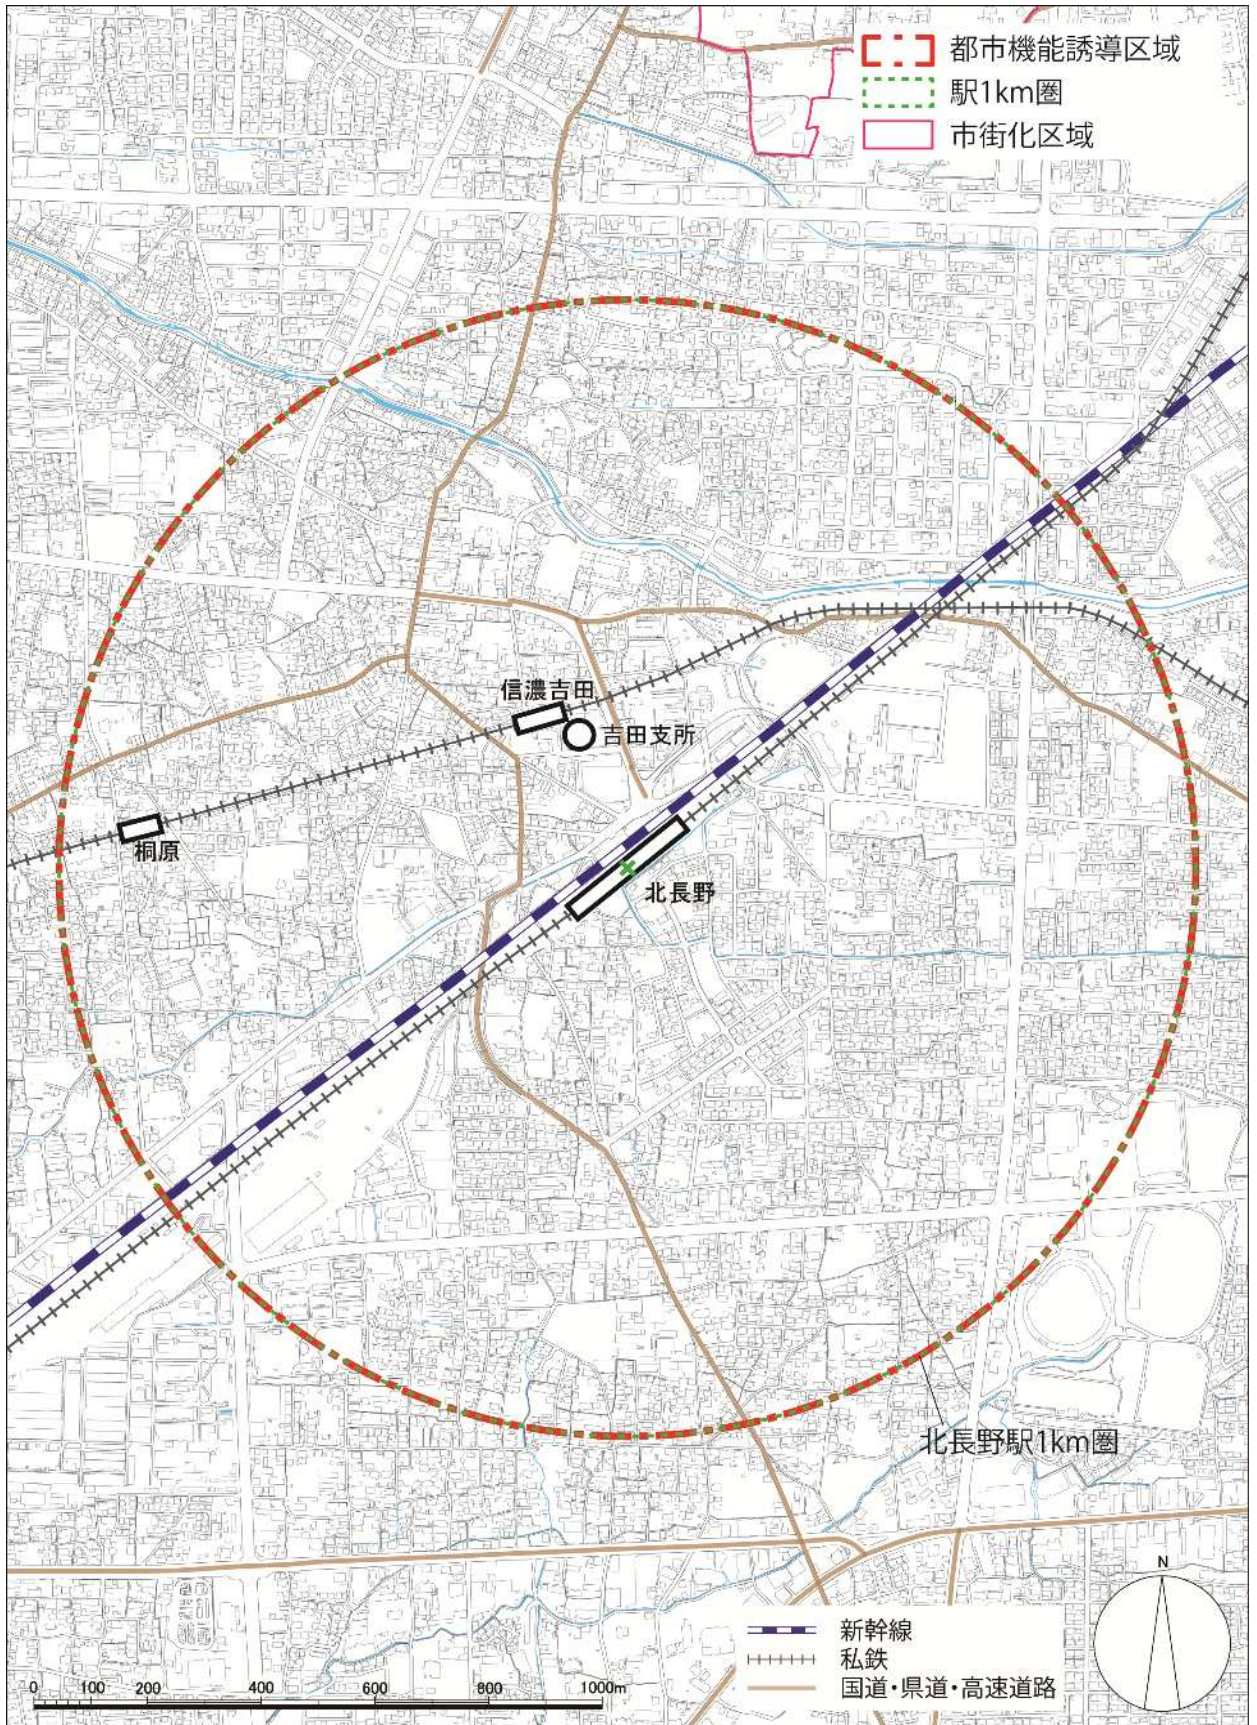 都市機能誘導区域
駅1km圏
市街化区域
信濃吉田
吉田支所
桐原
北長野
北長野駅1km圏
N
新幹線
私鉄
国道・県道・高速道路
0 100 200 400 600 800 1000m